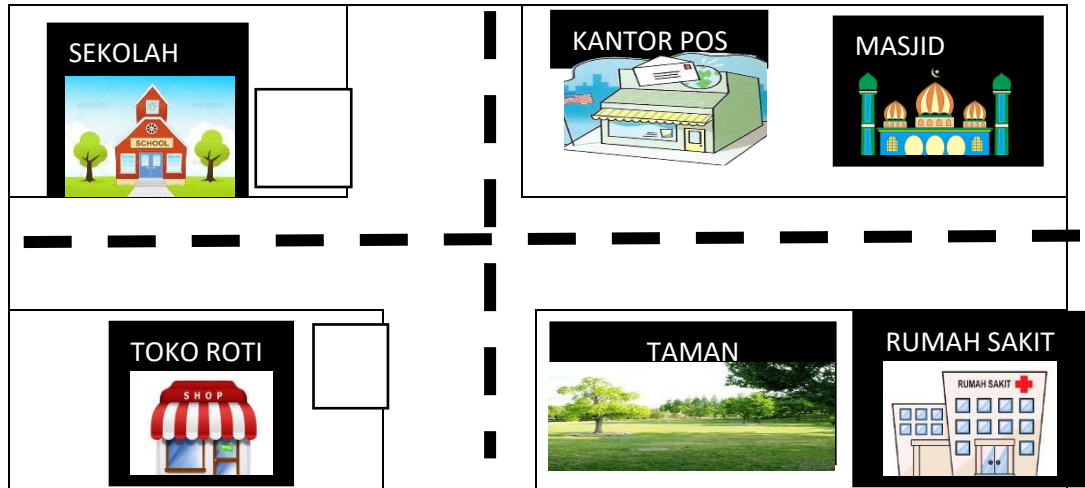 SEKOLAH
SCHOOL
KANTOR POS
MASJID
TOKO ROTI
SHOP
TAMAN
RUMAH SAKIT
RUMAH SAKIT